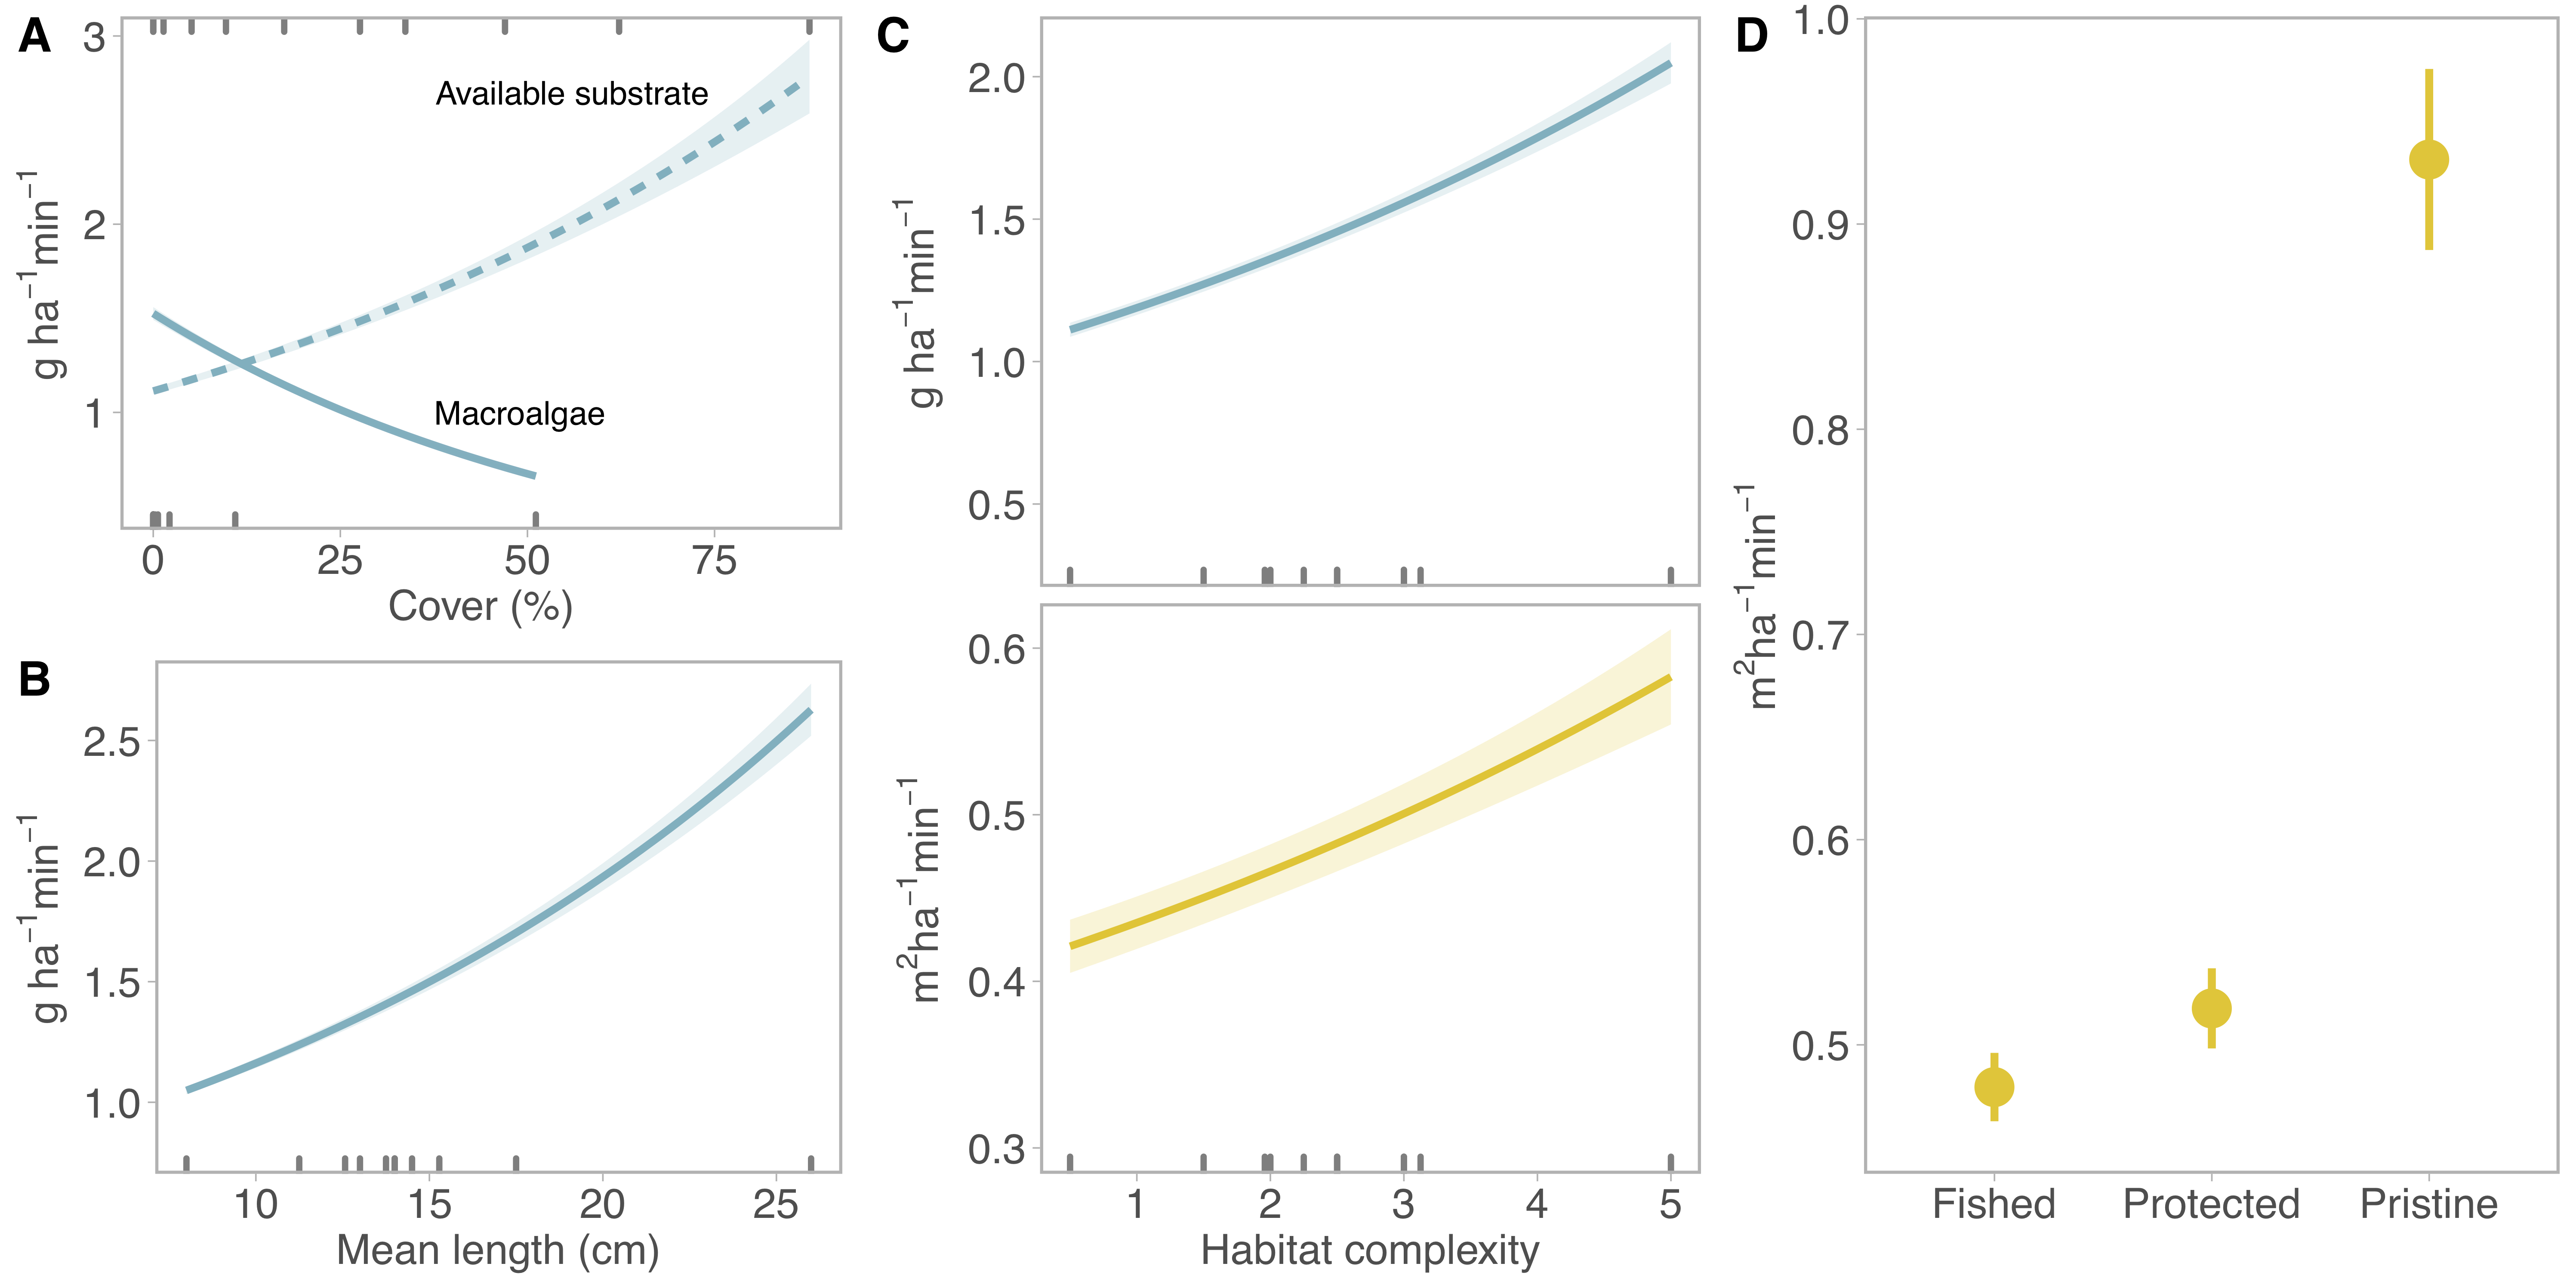 A
3
2
1
g ha⁻¹min⁻¹
Available substrate
Macroalgae
0 25 50 75
Cover (%)
B
2.5
2.0
1.5
1.0
g ha⁻¹min⁻¹
10 15 20 25
Mean length (cm)
C
2.0
1.5
1.0
0.5
g ha⁻¹min⁻¹
0.6
0.5
0.4
0.3
m²ha⁻¹min⁻¹
1 2 3 4 5
Habitat complexity
D
1.0
0.9
0.8
0.7
0.6
0.5
m²ha⁻¹min⁻¹
Fished Protected Pristine